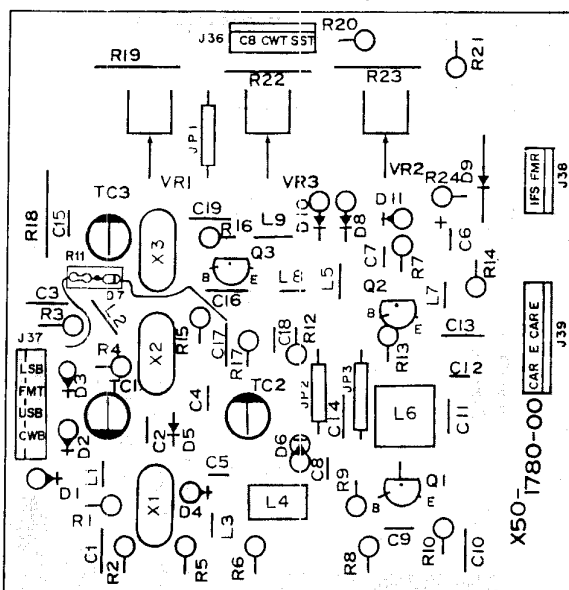 J36
C8 CWT SST
R20
R21
R19
R22
R23
JP1
VR1
VR3
VR2
D9
IFS FMR
J38
R24
TC3
R18
C15
C19
R16
L9
D10
D8
D11
C7
R7
+
C6
R14
X3
Q3
B
E
R11
D7
C16
L8
L5
Q2
B
E
L7
C3
L2
R3
R15
C17
R17
C18
R12
R13
C13
J37
LSB
FMT
USB
CWB
D3
R4
X2
TC1
C4
TC2
JP2
JP3
C12
CAR E CAR E
J39
D2
C2
D5
C14
L6
C11
D6
C8
D1
L1
C5
R1
X1
D4
L3
L4
R9
Q1
B
E
X50-1780-00
C1
R2
R5
R6
R8
C9
R10
C10